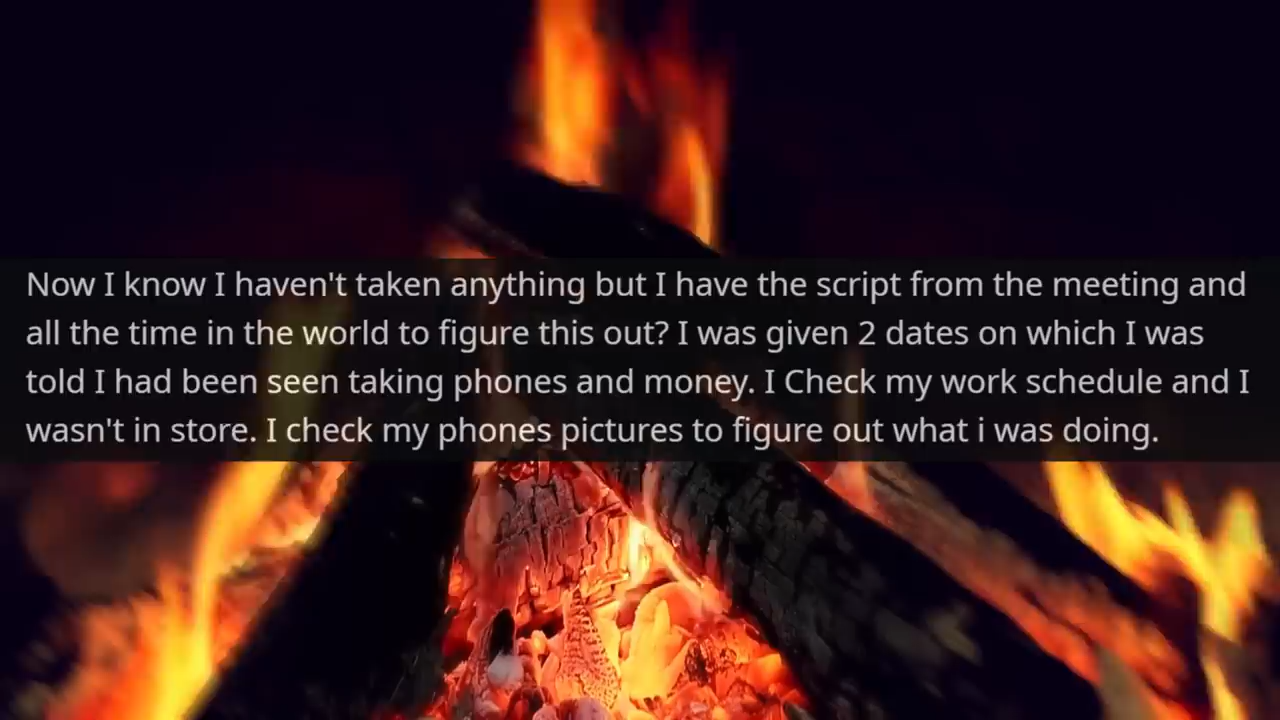 Now I know I haven't taken anything but I have the script from the meeting and
all the time in the world to figure this out? I was given 2 dates on which I was
told I had been seen taking phones and money. I Check my work schedule and I
wasn't in store. I check my phones pictures to figure out what i was doing.